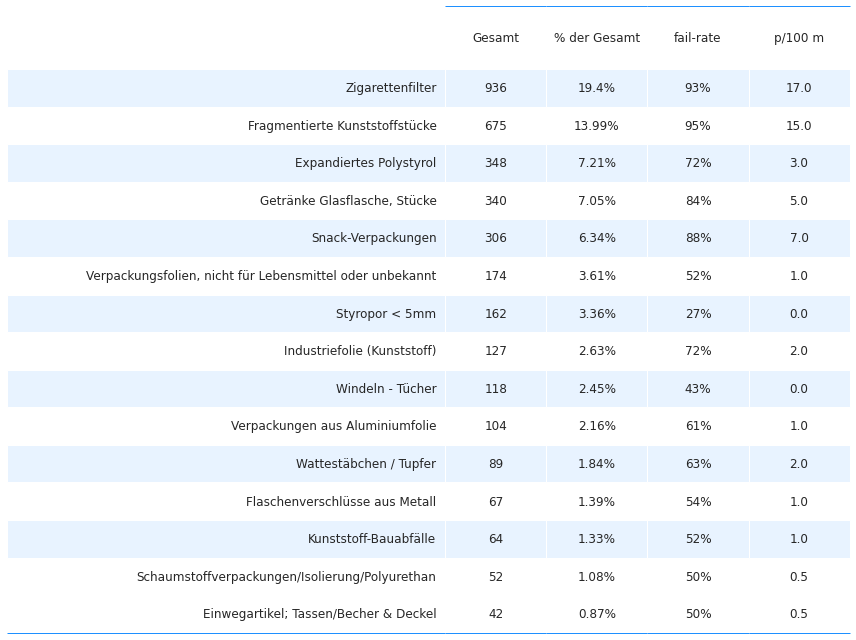 Gesamt % der Gesamt fail-rate p/100 m
Zigarettenfilter 936 19.4% 93% 17.0
Fragmentierte Kunststoffstücke 675 13.99% 95% 15.0
Expandiertes Polystyrol 348 7.21% 72% 3.0
Getränke Glasflasche, Stücke 340 7.05% 84% 5.0
Snack-Verpackungen 306 6.34% 88% 7.0
Verpackungsfolien, nicht für Lebensmittel oder unbekannt 174 3.61% 52% 1.0
Styropor < 5mm 162 3.36% 27% 0.0
Industriefolie (Kunststoff) 127 2.63% 72% 2.0
Windeln - Tücher 118 2.45% 43% 0.0
Verpackungen aus Aluminiumfolie 104 2.16% 61% 1.0
Wattestäbchen / Tupfer 89 1.84% 63% 2.0
Flaschenverschlüsse aus Metall 67 1.39% 54% 1.0
Kunststoff-Bauabfälle 64 1.33% 52% 1.0
Schaumstoffverpackungen/Isolierung/Polyurethan 52 1.08% 50% 0.5
Einwegartikel; Tassen/Becher & Deckel 42 0.87% 50% 0.5